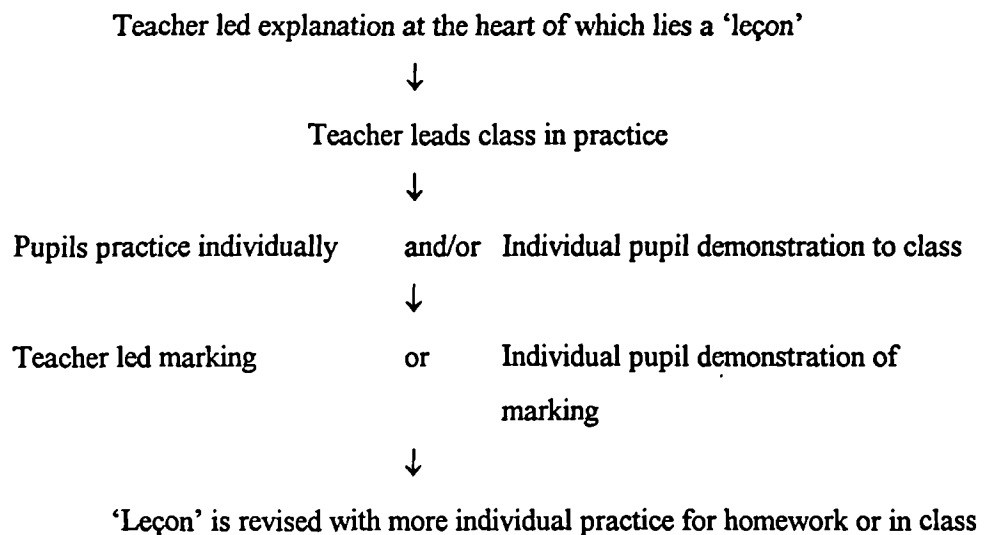 Teacher led explanation at the heart of which lies a ‘leçon’
↓
Teacher leads class in practice
↓
Pupils practice individually and/or Individual pupil demonstration to class
↓
Teacher led marking or Individual pupil demonstration of
marking
↓
‘Leçon’ is revised with more individual practice for homework or in class